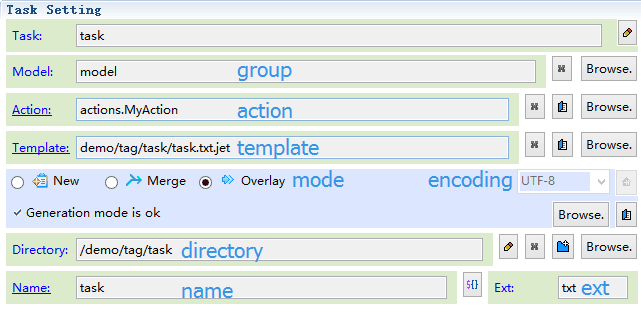 Task Setting
Task: task
Model: model group Browse.
Action: actions.MyAction action Browse.
Template: demo/tag/task/task.txt.jet template Browse.
New Merge Overlay mode encoding UTF-8
Generation mode is ok Browse.
Directory: /demo/tag/task directory Browse.
Name: task name ${} Ext: txt ext